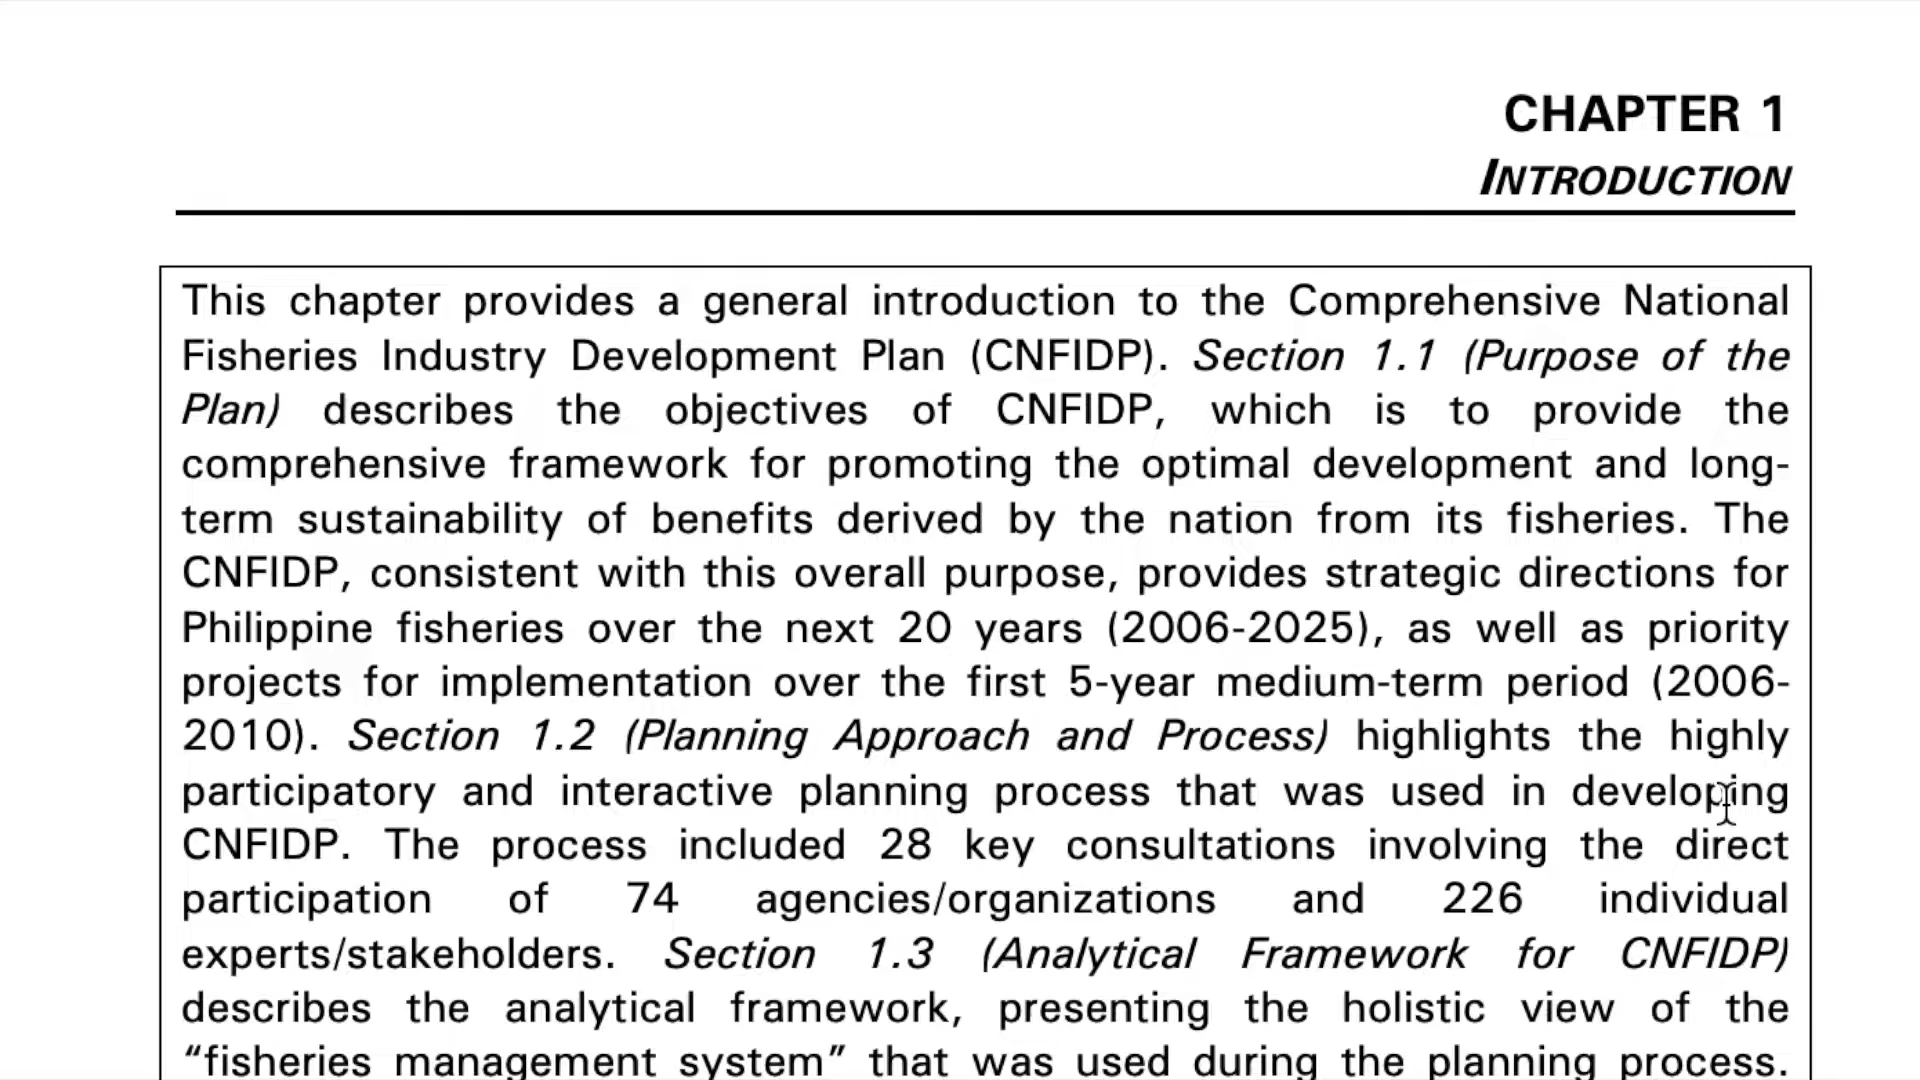 CHAPTER 1
INTRODUCTION
This chapter provides a general introduction to the Comprehensive National
Fisheries Industry Development Plan (CNFIDP). Section 1.1 (Purpose of the
Plan) describes the objectives of CNFIDP, which is to provide the
comprehensive framework for promoting the optimal development and long-
term sustainability of benefits derived by the nation from its fisheries. The
CNFIDP, consistent with this overall purpose, provides strategic directions for
Philippine fisheries over the next 20 years (2006-2025), as well as priority
projects for implementation over the first 5-year medium-term period (2006-
2010). Section 1.2 (Planning Approach and Process) highlights the highly
participatory and interactive planning process that was used in developing
CNFIDP. The process included 28 key consultations involving the direct
participation of 74 agencies/organizations and 226 individual
experts/stakeholders. Section 1.3 (Analytical Framework for CNFIDP)
describes the analytical framework, presenting the holistic view of the
“fisheries management system” that was used during the planning process.